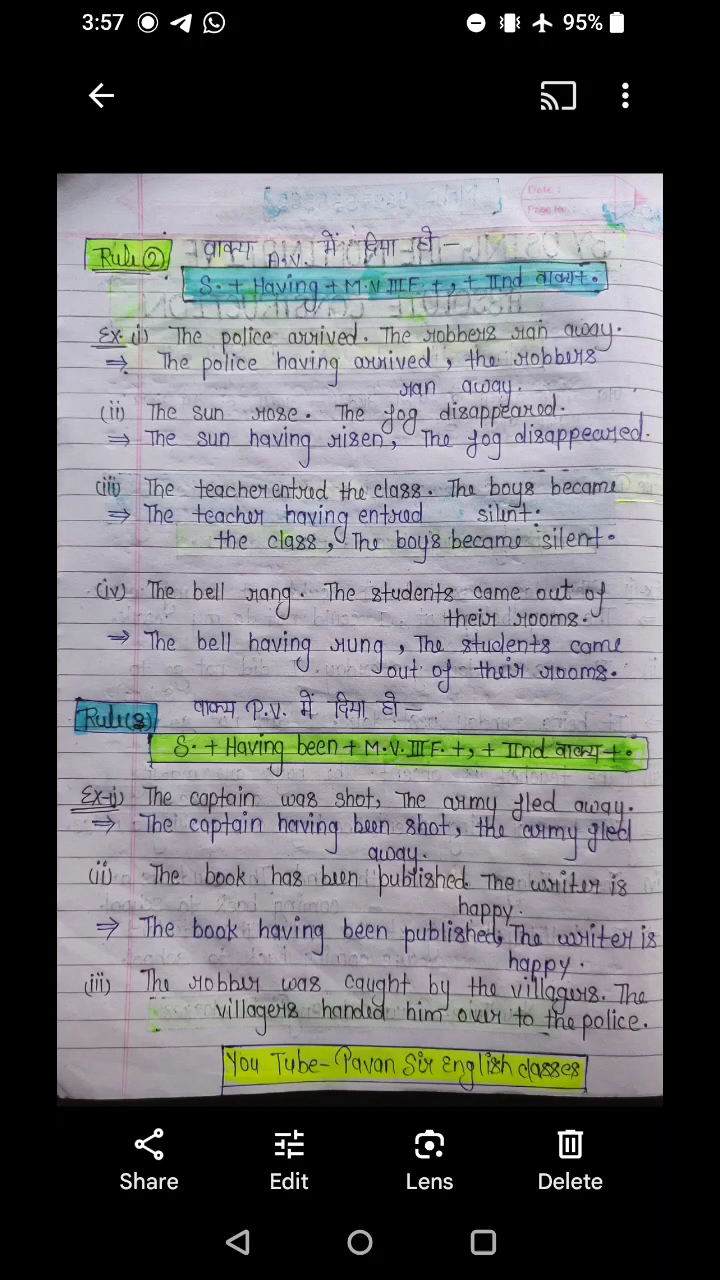 3:57 95%
वाक्य A.V. में दिया हो-
Rule ②
S. + Having + M.V. III F. + , + IInd वाक्य + .
Ex. (i) The police arrived. The robbers ran away.
⇒ The police having arrived, the robbers
ran away.
(ii) The Sun rose. The fog disappeared.
⇒ The sun having risen, The fog disappeared.
(iii) The teacher entred the class. The boys became
silent.
⇒ The teacher having entred
the class, The boys became silent.
(iv) The bell rang. The students came out of
their rooms.
⇒ The bell having rung, The students came
out of their rooms.
Rule(3) वाक्य P.V. में दिया हो-
S. + Having been + M.V. III F. + , + IInd वाक्य + .
Ex-i) The captain was shot, The army fled away.
⇒ The captain having been shot, the army fled
away.
(ii) The book has been published. The writer is
happy.
⇒ The book having been published, The writer is
happy.
(iii) The robber was caught by the villagers. The
villagers handed him over to the police.
You Tube- Pavan Sir English classes
Share Edit Lens Delete